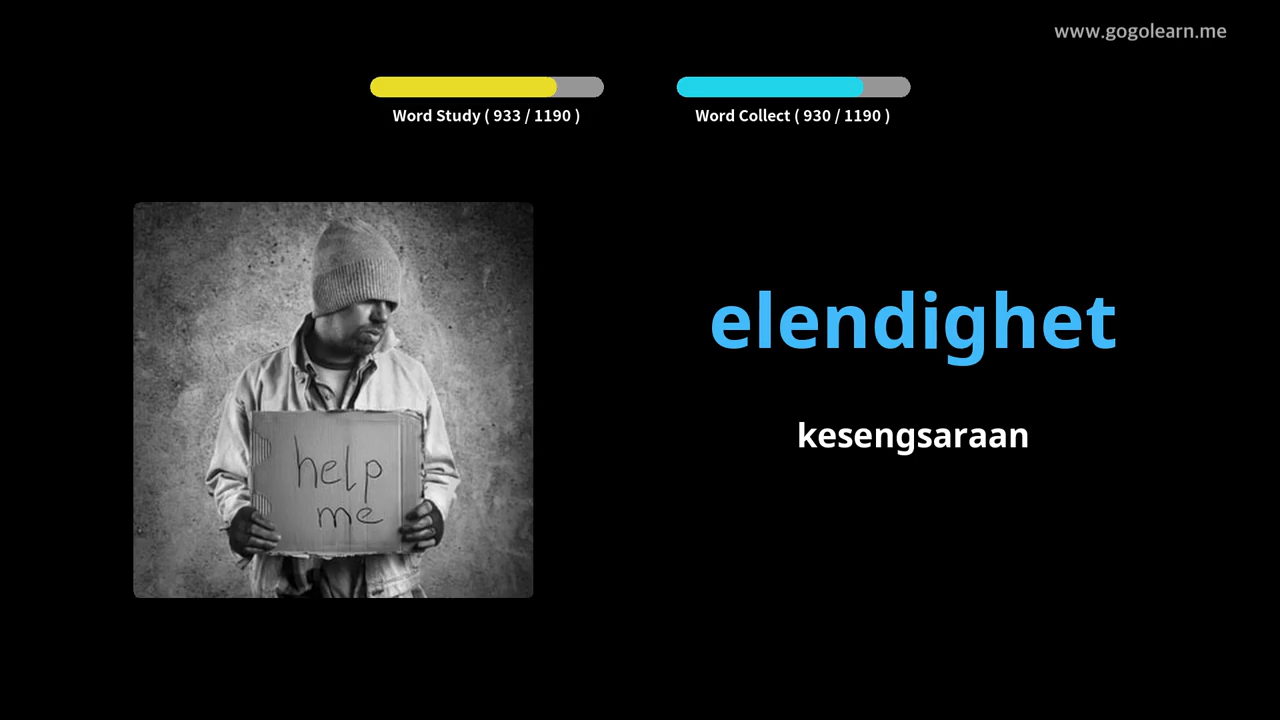 www.gogolearn.me
Word Study ( 933 / 1190 )
Word Collect ( 930 / 1190 )
help
me
elendighet
kesengsaraan